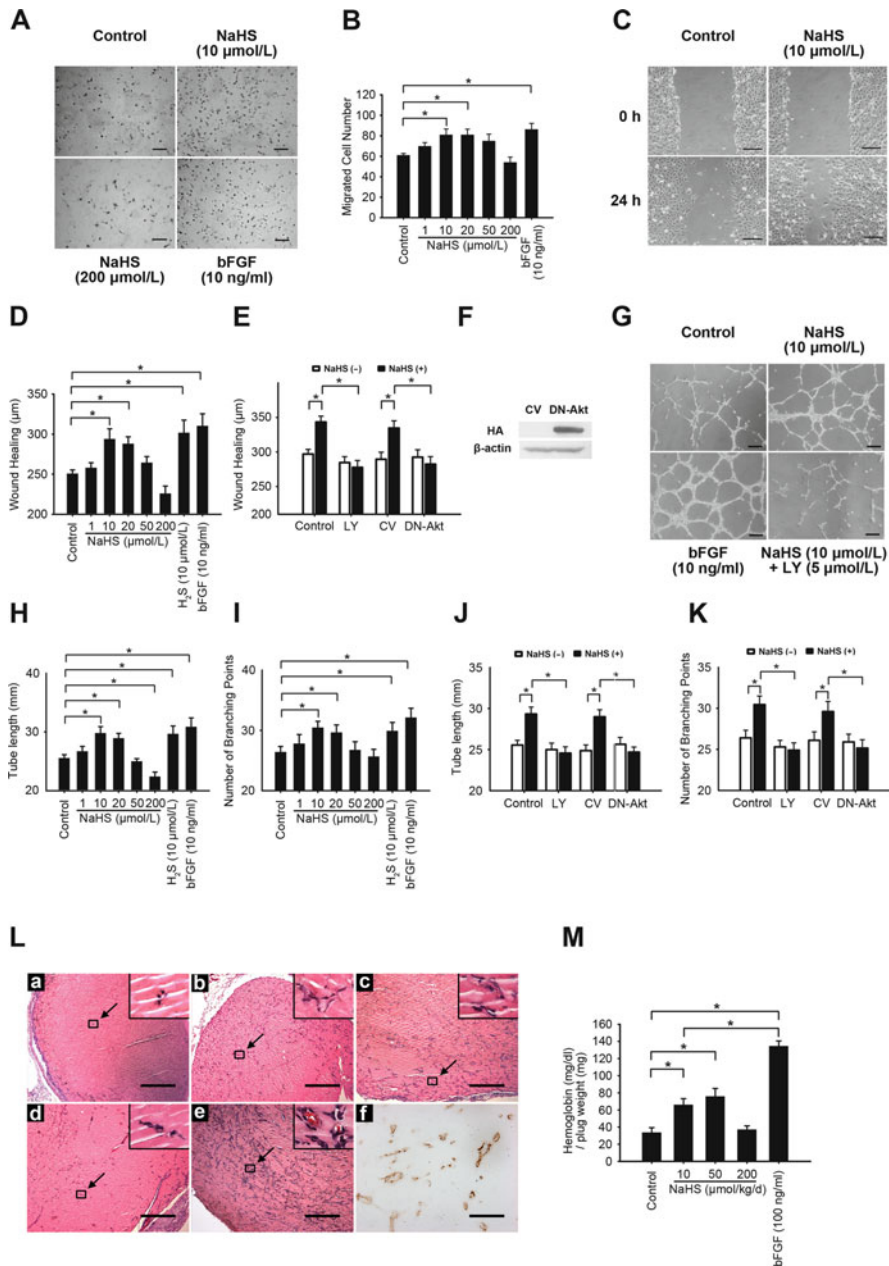 A
Control
NaHS
(10 µmol/L)
NaHS
(200 µmol/L)
bFGF
(10 ng/ml)
B
Migrated Cell Number
120
100
80
60
40
20
0
Control
1 10 20 50 200
NaHS (µmol/L)
bFGF
(10 ng/ml)
*
*
*
C
Control
NaHS
(10 µmol/L)
0 h
24 h
D
Wound Healing (µm)
350
300
250
200
Control
1 10 20 50 200
NaHS (µmol/L)
H2S (10 µmol/L)
bFGF (10 ng/ml)
*
*
*
*
E
NaHS (–) NaHS (+)
Wound Healing (µm)
350
300
250
200
Control LY CV DN-Akt
*
*
*
*
F
CV DN-Akt
HA
β-actin
G
Control
NaHS
(10 µmol/L)
bFGF
(10 ng/ml)
NaHS (10 µmol/L)
+ LY (5 µmol/L)
H
Tube length (mm)
40
30
20
Control
1 10 20 50 200
NaHS (µmol/L)
H2S (10 µmol/L)
bFGF (10 ng/ml)
*
*
*
*
*
I
Number of Branching Points
40
30
20
Control
1 10 20 50 200
NaHS (µmol/L)
H2S (10 µmol/L)
bFGF (10 ng/ml)
*
*
*
*
J
NaHS (–) NaHS (+)
Tube length (mm)
35
30
25
20
Control LY CV DN-Akt
*
*
*
*
K
NaHS (–) NaHS (+)
Number of Branching Points
35
30
25
20
Control LY CV DN-Akt
*
*
*
*
L
a
b
c
d
e
f
M
Hemoglobin (mg/dl)
/ plug weight (mg)
160
140
120
100
80
60
40
20
0
Control
10 50 200
NaHS (µmol/kg/d)
bFGF (100 ng/ml)
*
*
*
*